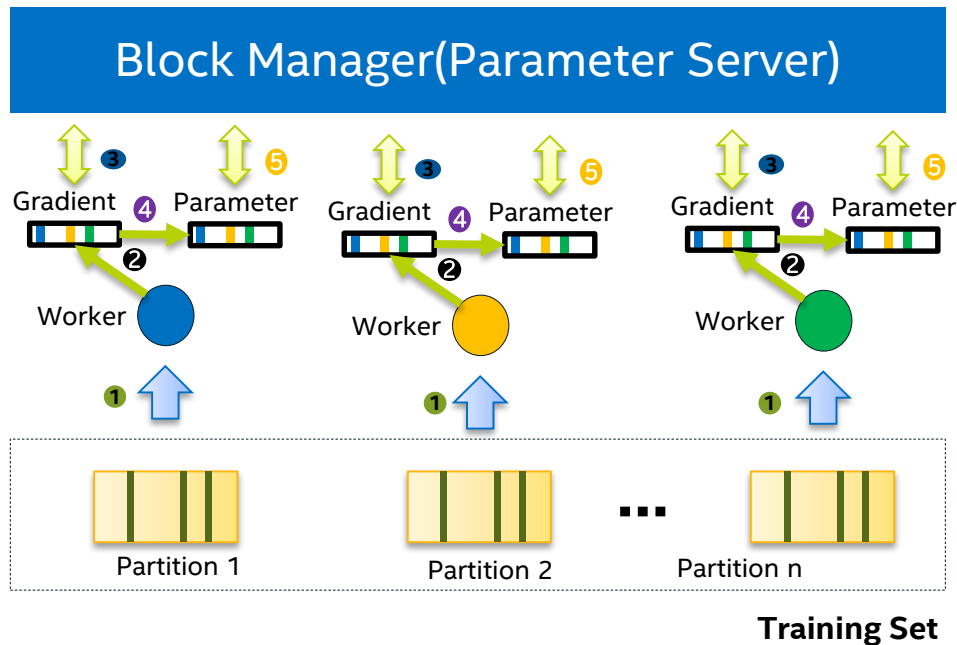 Block Manager(Parameter Server)
3 5 3 5 3 5
Gradient 4 Parameter Gradient 4 Parameter Gradient 4 Parameter
2 2 2
Worker Worker Worker
1 1 1
...
Partition 1 Partition 2 Partition n
Training Set